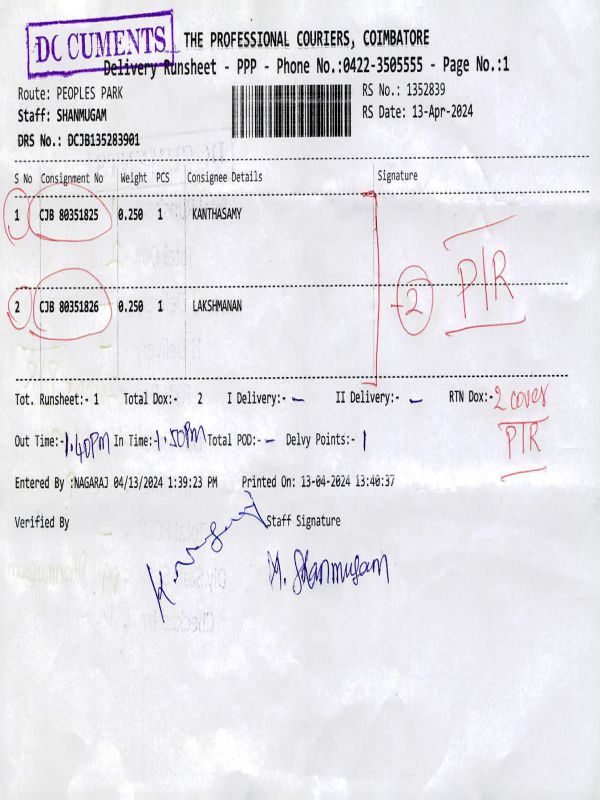 DOCUMENTS THE PROFESSIONAL COURIERS, COIMBATORE
Delivery Runsheet - PPP - Phone No.:0422-3505555 - Page No.:1
Route: PEOPLES PARK RS No.: 1352839
Staff: SHANMUGAM RS Date: 13-Apr-2024
DRS No.: DCJB135283901
S No Consignment No Weight PCS Consignee Details Signature
1 CJB 80351825 0.250 1 KANTHASAMY
P/R
2
2 CJB 80351826 0.250 1 LAKSHMANAN
Tot. Runsheet:- 1 Total Dox:- 2 I Delivery:- - II Delivery:- - RTN Dox:- 2 cover
P/R
Out Time:- 1.40PM In Time:- 1.50PM Total POD:- - Delvy Points:- 1
Entered By :NAGARAJ 04/13/2024 1:39:23 PM Printed On: 13-04-2024 13:40:37
Verified By Staff Signature
M. Shanmugam